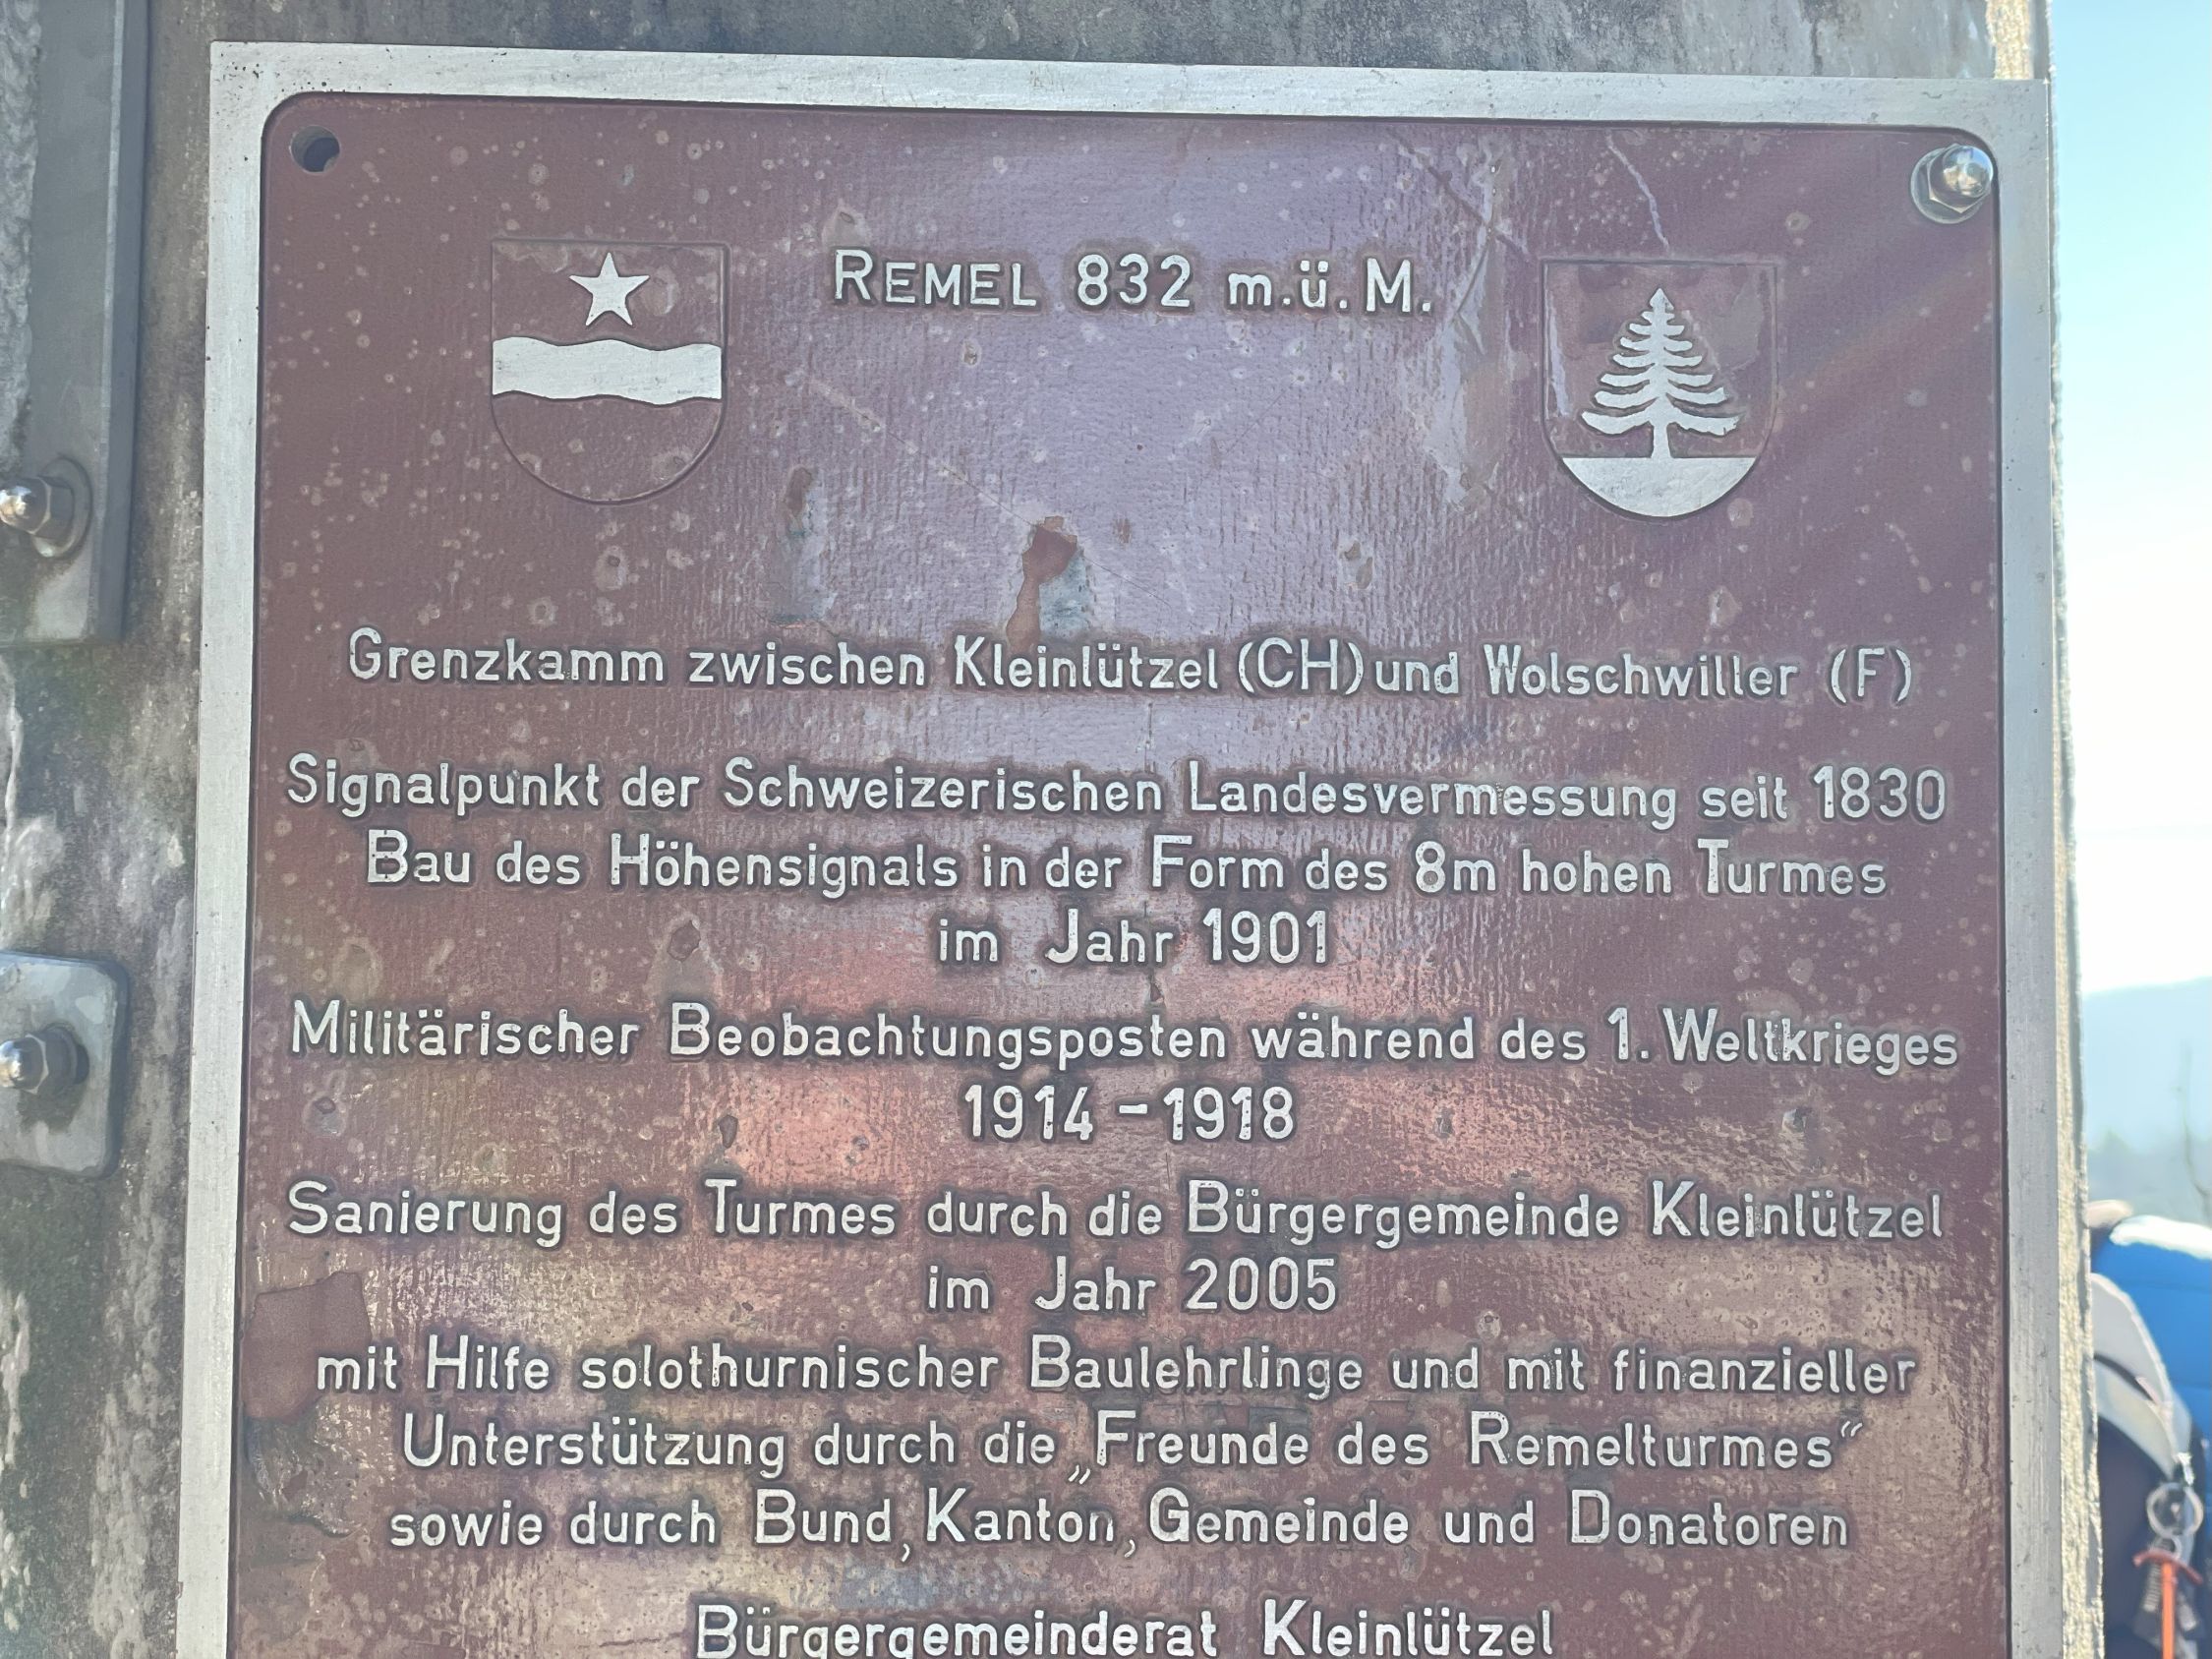 REMEL 832 m.ü.M.
Grenzkamm zwischen Kleinlützel (CH) und Wolschwiller (F)
Signalpunkt der Schweizerischen Landesvermessung seit 1830
Bau des Höhensignals in der Form des 8m hohen Turmes
im Jahr 1901
Militärischer Beobachtungsposten während des 1. Weltkrieges
1914 - 1918
Sanierung des Turmes durch die Bürgergemeinde Kleinlützel
im Jahr 2005
mit Hilfe solothurnischer Baulehrlinge und mit finanzieller
Unterstützung durch die „Freunde des Remelturmes“
sowie durch Bund, Kanton, Gemeinde und Donatoren
Bürgergemeinderat Kleinlützel